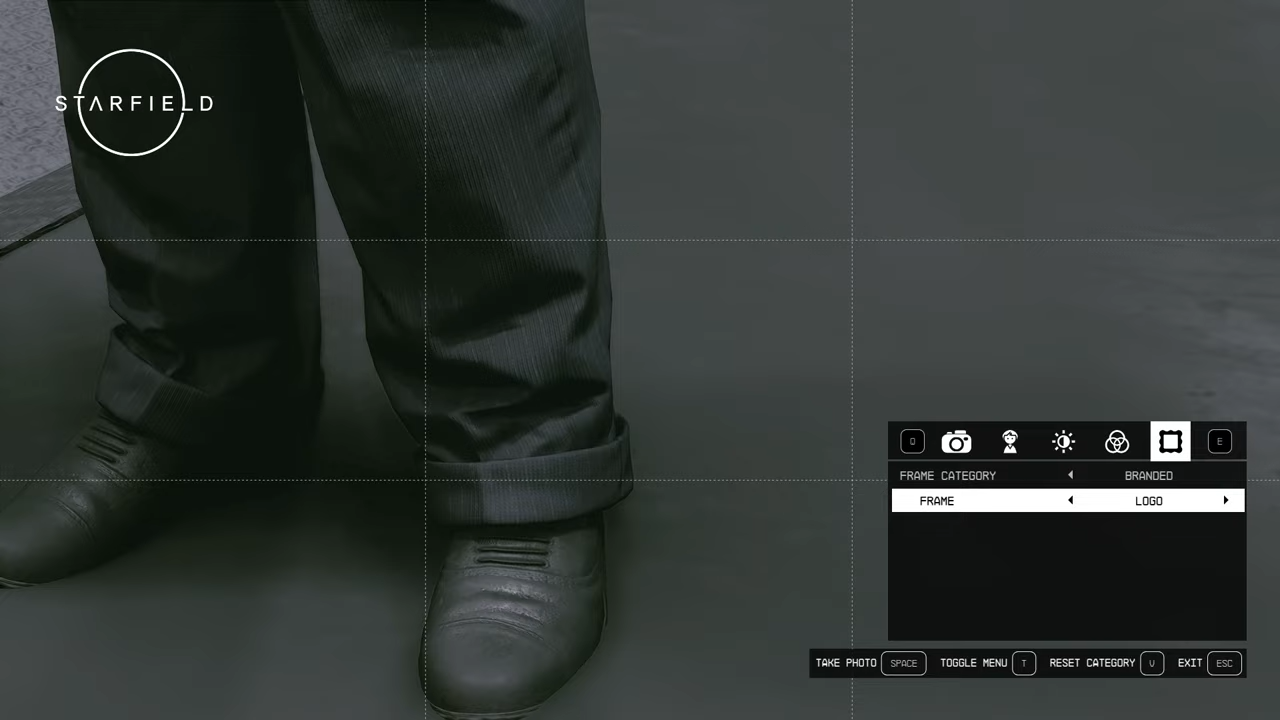 STARFIELD
Q
E
FRAME CATEGORY BRANDED
FRAME LOGO
TAKE PHOTO SPACE TOGGLE MENU T RESET CATEGORY V EXIT ESC